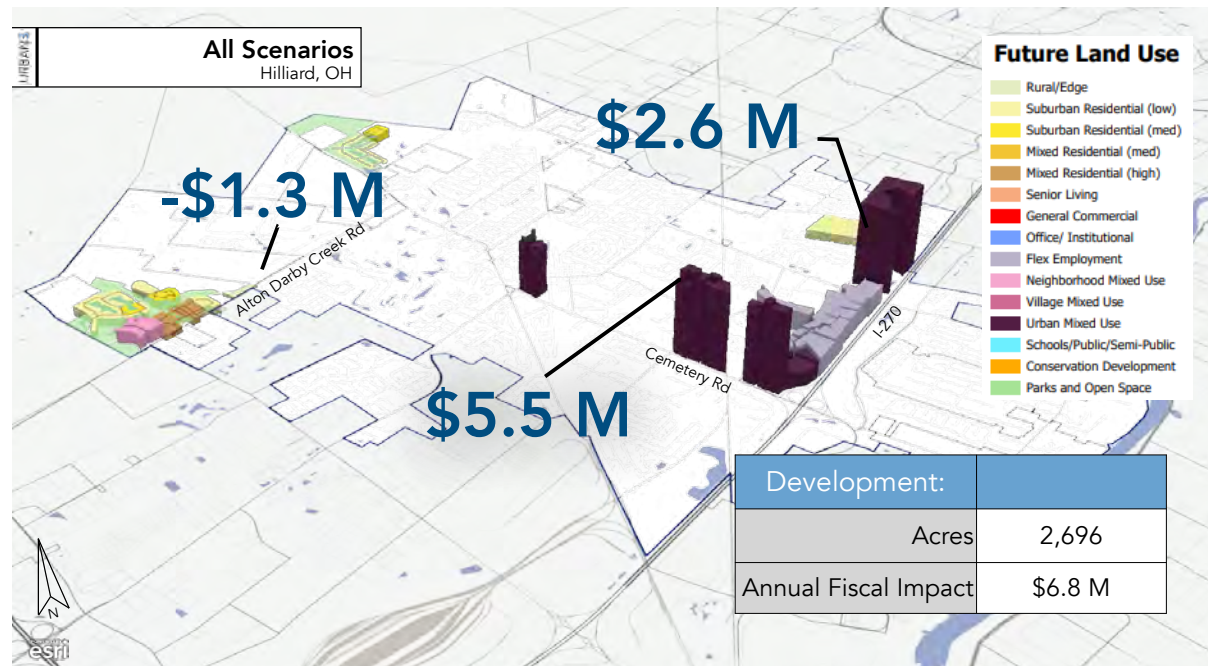 URBAN3
All Scenarios
Hilliard, OH
$2.6 M
-$1.3 M
$5.5 M
Alton Darby Creek Rd
Cemetery Rd
I-270
Future Land Use
Rural/Edge
Suburban Residential (low)
Suburban Residential (med)
Mixed Residential (med)
Mixed Residential (high)
Senior Living
General Commercial
Office/ Institutional
Flex Employment
Neighborhood Mixed Use
Village Mixed Use
Urban Mixed Use
Schools/Public/Semi-Public
Conservation Development
Parks and Open Space
Development:
Acres 2,696
Annual Fiscal Impact $6.8 M
N
esri